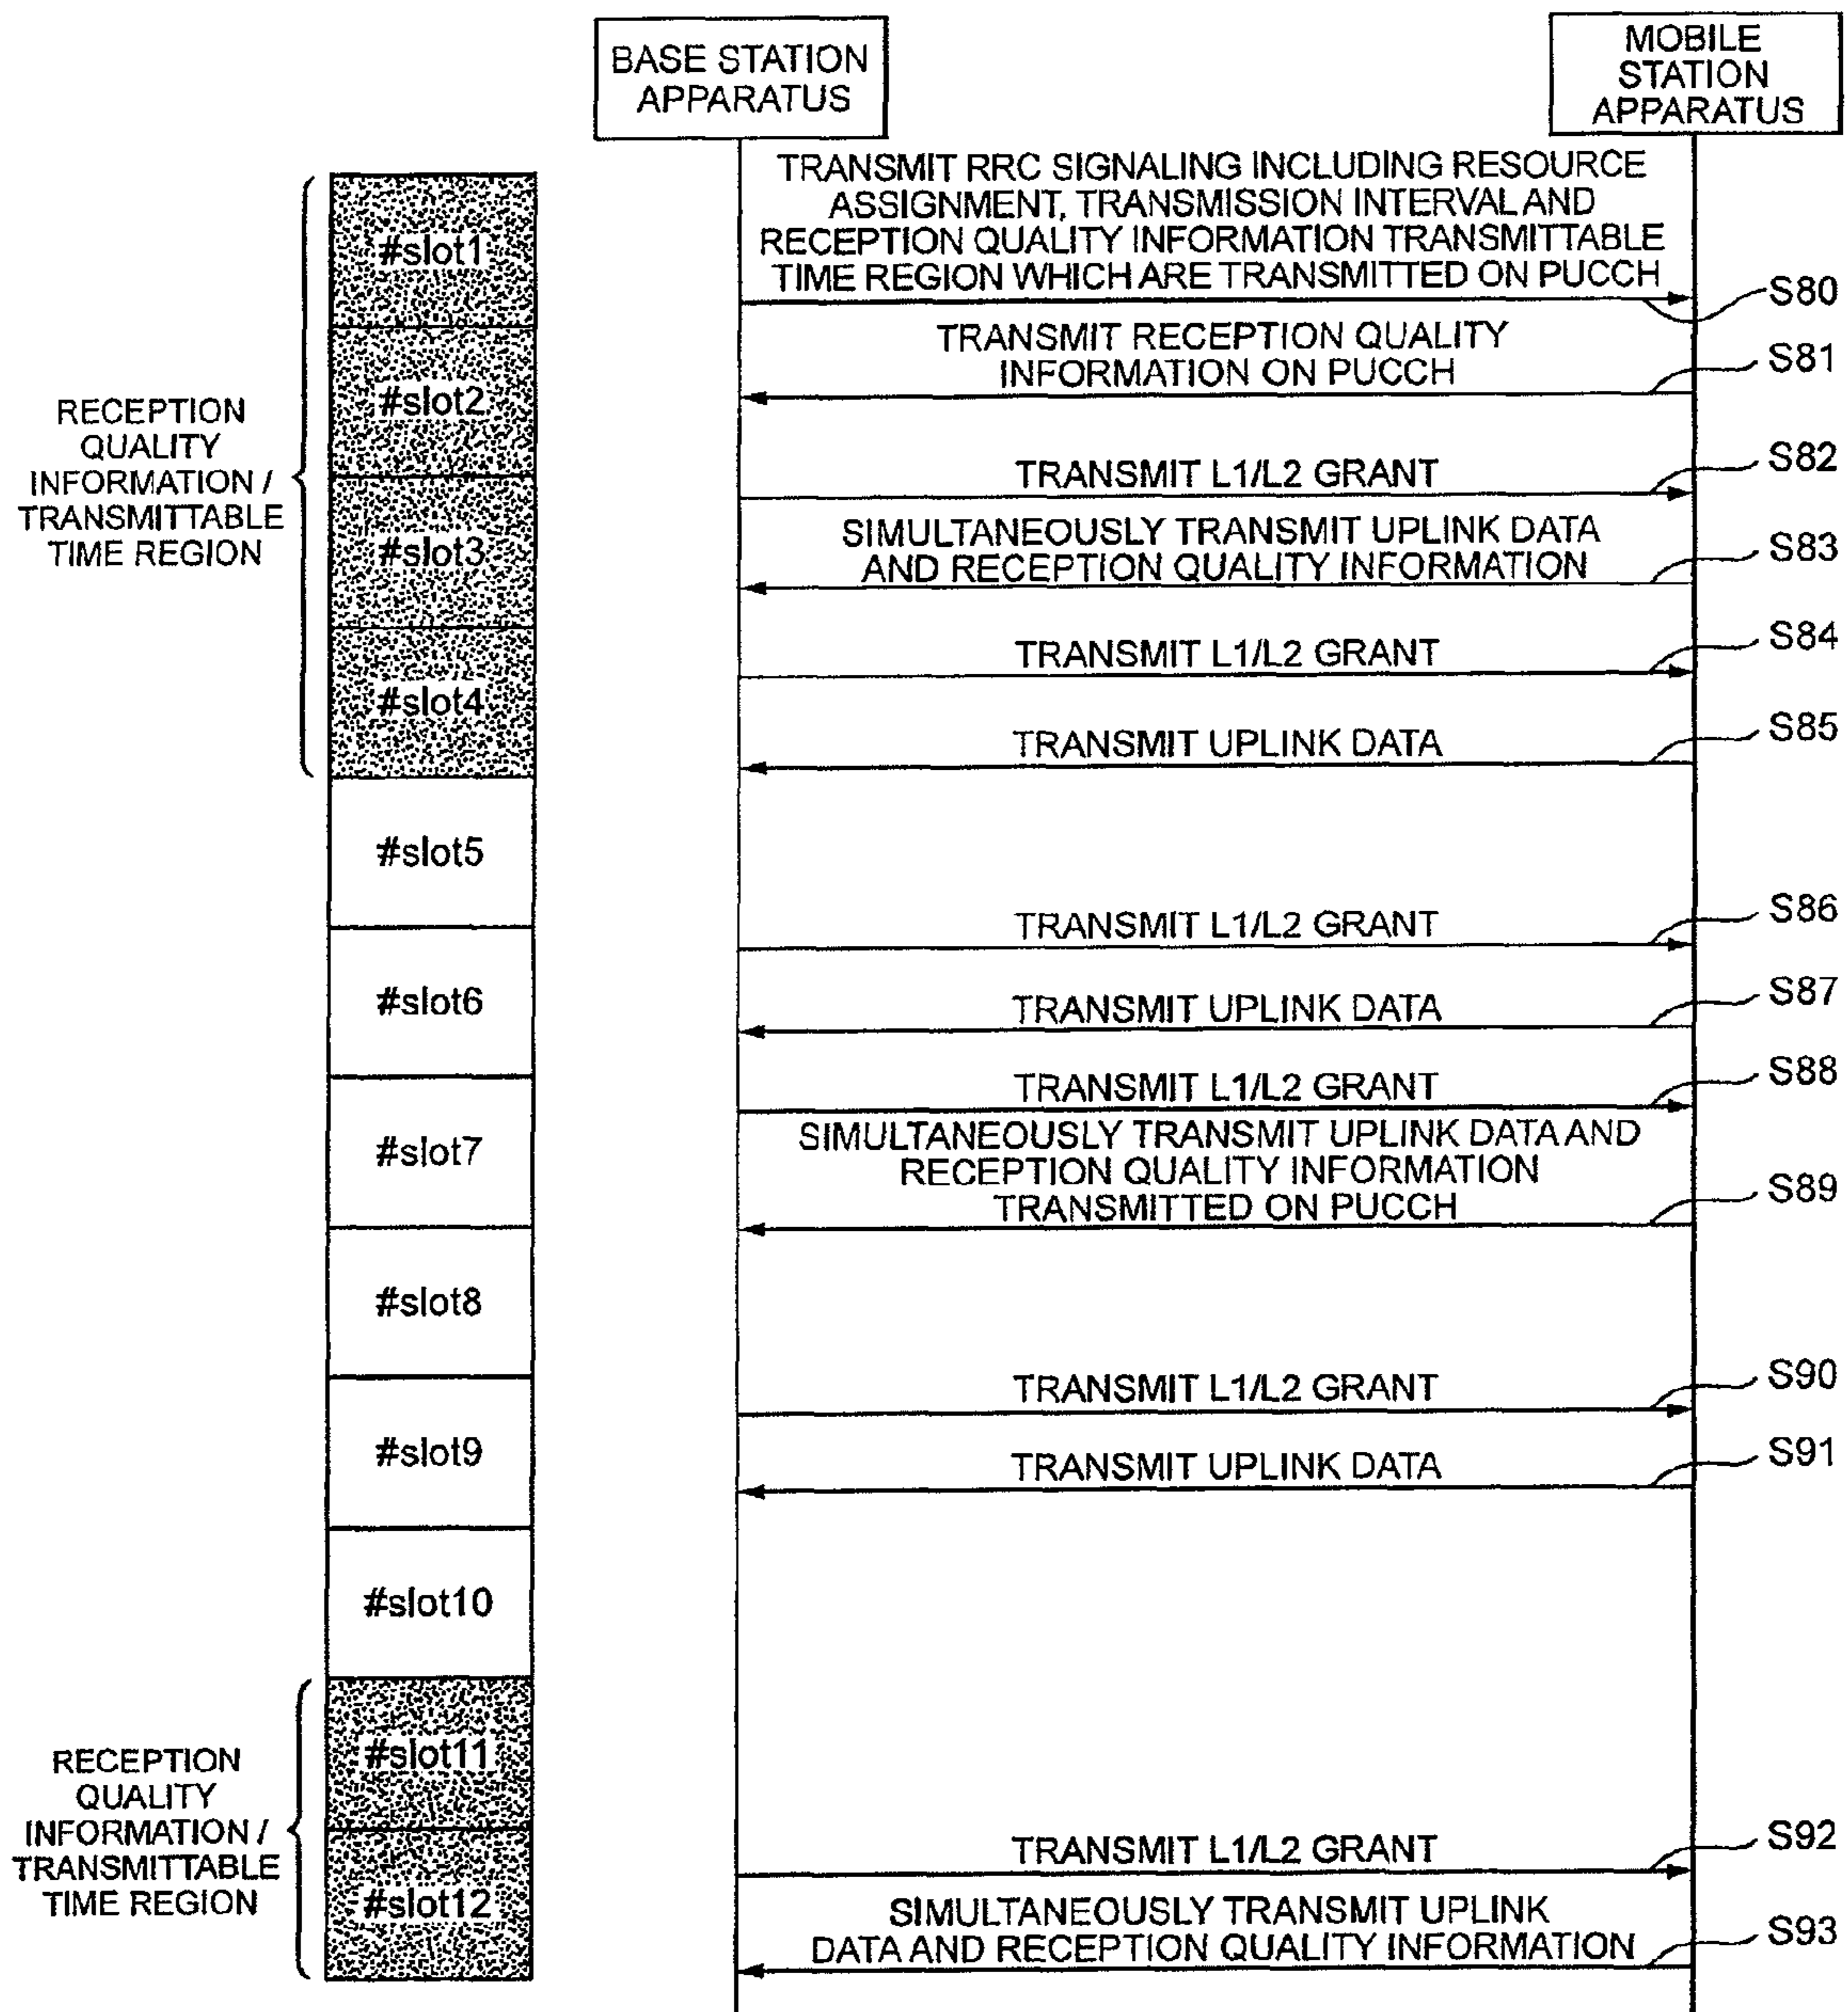 BASE STATION
APPARATUS
MOBILE
STATION
APPARATUS
RECEPTION
QUALITY
INFORMATION /
TRANSMITTABLE
TIME REGION
#slot1
#slot2
#slot3
#slot4
#slot5
#slot6
#slot7
#slot8
#slot9
#slot10
RECEPTION
QUALITY
INFORMATION /
TRANSMITTABLE
TIME REGION
#slot11
#slot12
TRANSMIT RRC SIGNALING INCLUDING RESOURCE
ASSIGNMENT, TRANSMISSION INTERVAL AND
RECEPTION QUALITY INFORMATION TRANSMITTABLE
TIME REGION WHICH ARE TRANSMITTED ON PUCCH
S80
TRANSMIT RECEPTION QUALITY
INFORMATION ON PUCCH
S81
TRANSMIT L1/L2 GRANT
S82
SIMULTANEOUSLY TRANSMIT UPLINK DATA
AND RECEPTION QUALITY INFORMATION
S83
TRANSMIT L1/L2 GRANT
S84
TRANSMIT UPLINK DATA
S85
TRANSMIT L1/L2 GRANT
S86
TRANSMIT UPLINK DATA
S87
TRANSMIT L1/L2 GRANT
S88
SIMULTANEOUSLY TRANSMIT UPLINK DATA AND
RECEPTION QUALITY INFORMATION
TRANSMITTED ON PUCCH
S89
TRANSMIT L1/L2 GRANT
S90
TRANSMIT UPLINK DATA
S91
TRANSMIT L1/L2 GRANT
S92
SIMULTANEOUSLY TRANSMIT UPLINK
DATA AND RECEPTION QUALITY INFORMATION
S93